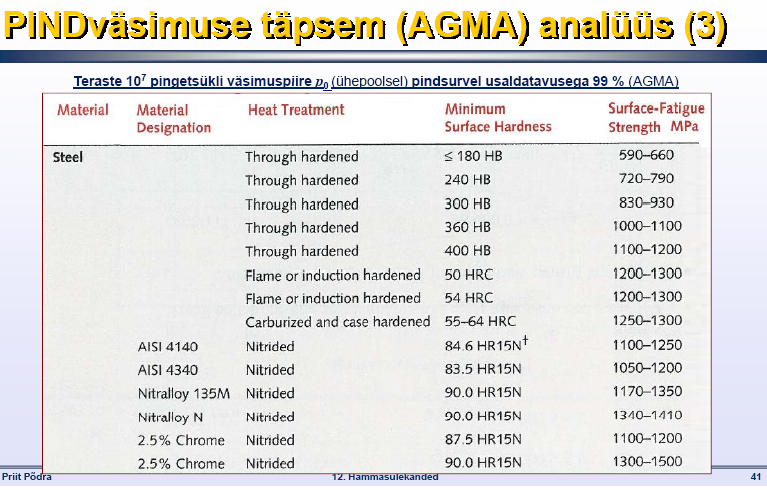 PINDväsimuse täpsem (AGMA) analüüs (3)
Teraste 10⁷ pingetsükli väsimuspiire p₀ (ühepoolsel) pindsurvel usaldatavusega 99 % (AGMA)
Material Material Designation Heat Treatment Minimum Surface Hardness Surface-Fatigue Strength MPa
Steel Through hardened ≤ 180 HB 590–660
Through hardened 240 HB 720–790
Through hardened 300 HB 830–930
Through hardened 360 HB 1000–1100
Through hardened 400 HB 1100–1200
Flame or induction hardened 50 HRC 1200–1300
Flame or induction hardened 54 HRC 1200–1300
Carburized and case hardened 55–64 HRC 1250–1300
AISI 4140 Nitrided 84.6 HR15N† 1100–1250
AISI 4340 Nitrided 83.5 HR15N 1050–1200
Nitralloy 135M Nitrided 90.0 HR15N 1170–1350
Nitralloy N Nitrided 90.0 HR15N 1340–1410
2.5% Chrome Nitrided 87.5 HR15N 1100–1200
2.5% Chrome Nitrided 90.0 HR15N 1300–1500
Priit Põdra 12. Hammasülekanded 41